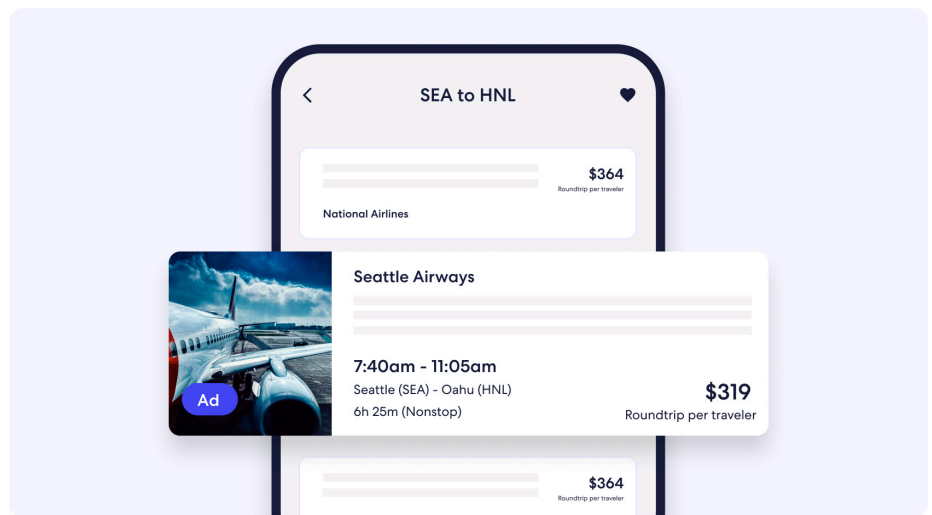 SEA to HNL
$364
Roundtrip per traveler
National Airlines
Seattle Airways
7:40am - 11:05am
Seattle (SEA) - Oahu (HNL)
6h 25m (Nonstop)
Ad
$319
Roundtrip per traveler
$364
Roundtrip per traveler